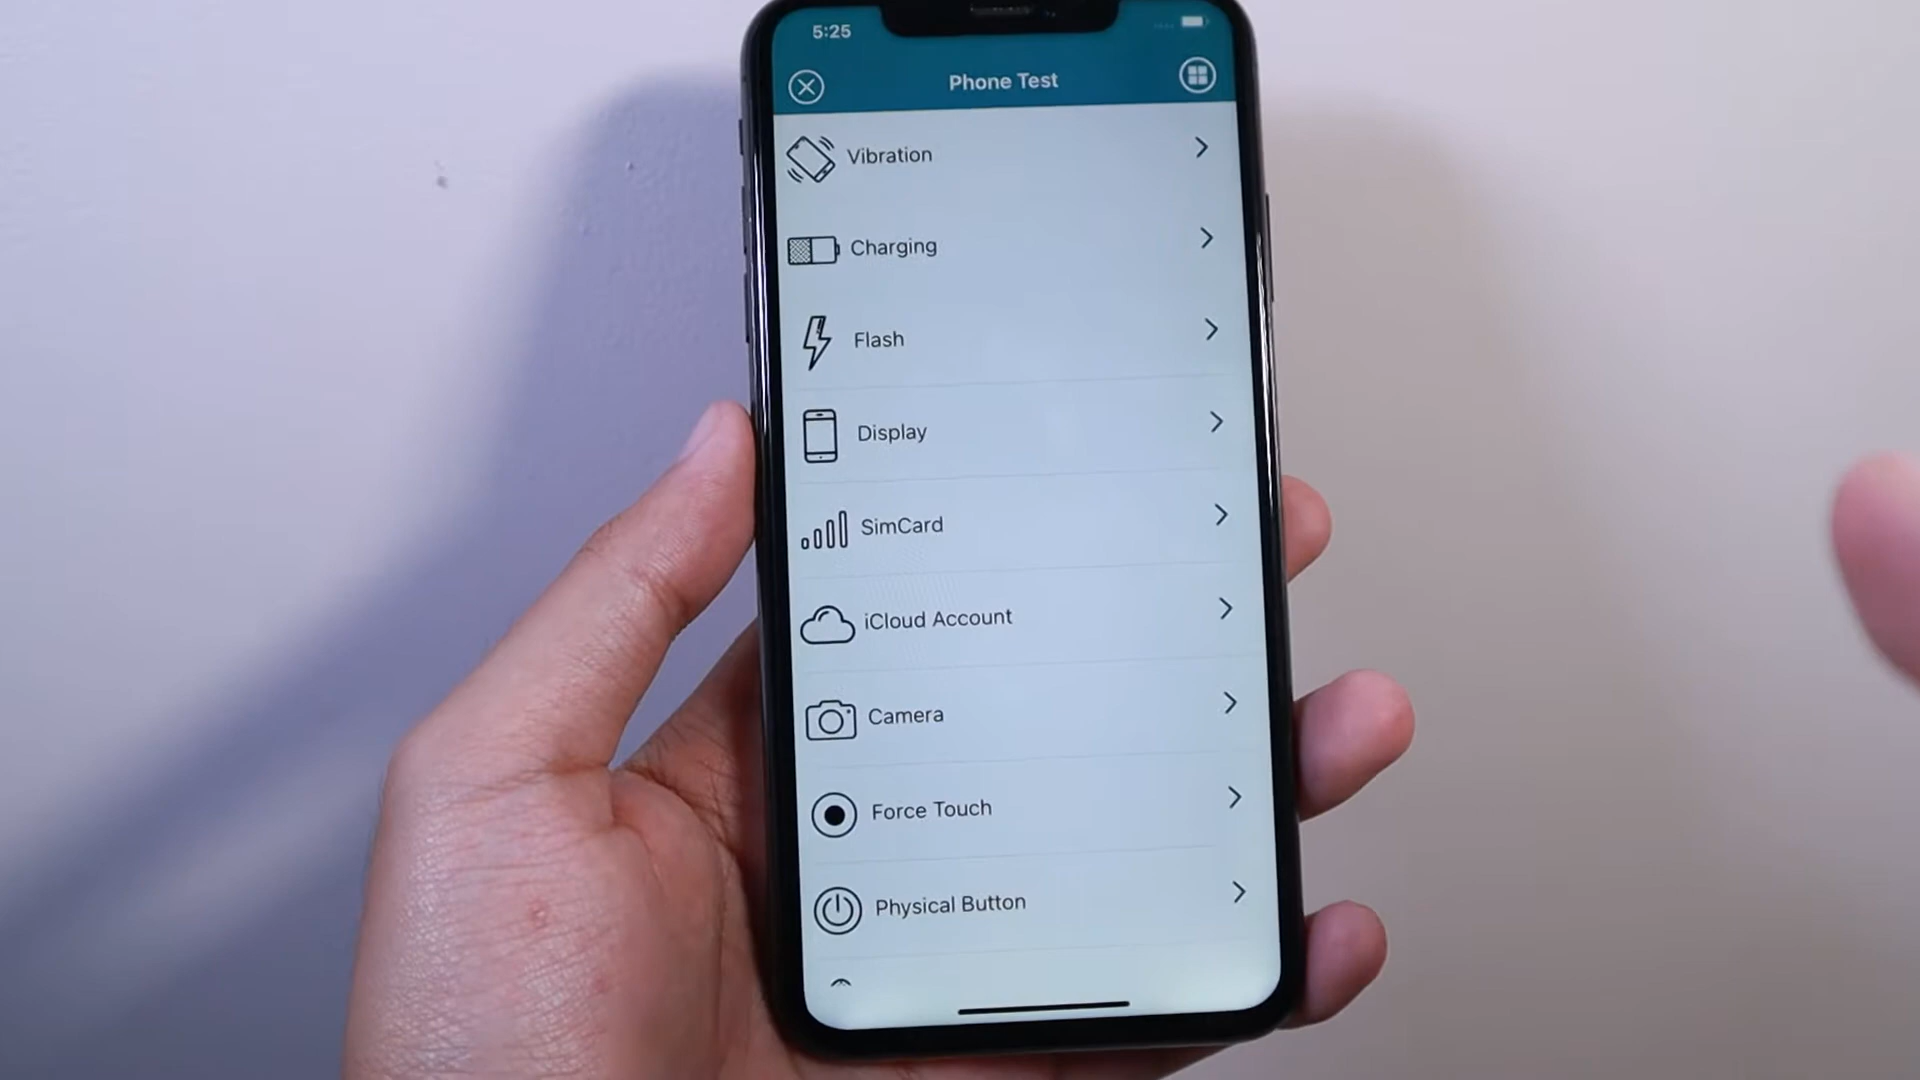 5:25
Phone Test
Vibration
Charging
Flash
Display
SimCard
iCloud Account
Camera
Force Touch
Physical Button